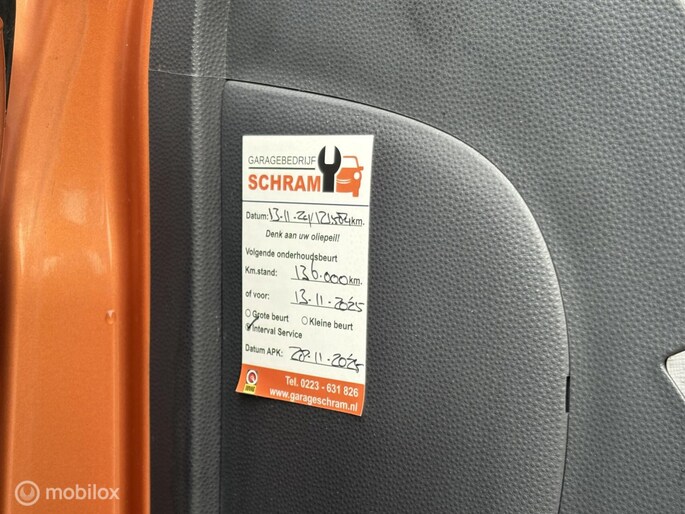 GARAGEBEDRIJF
SCHRAM
Datum: 13-11-24/ km.
Denk aan uw oliepeil!
Volgende onderhoudsbeurt
Km.stand: 136.000 km.
of voor: 13-11-2025
Grote beurt Kleine beurt
Interval Service
Datum APK: 28-11-2025
Tel. 0223 - 631 826
www.garageschram.nl
mobilox